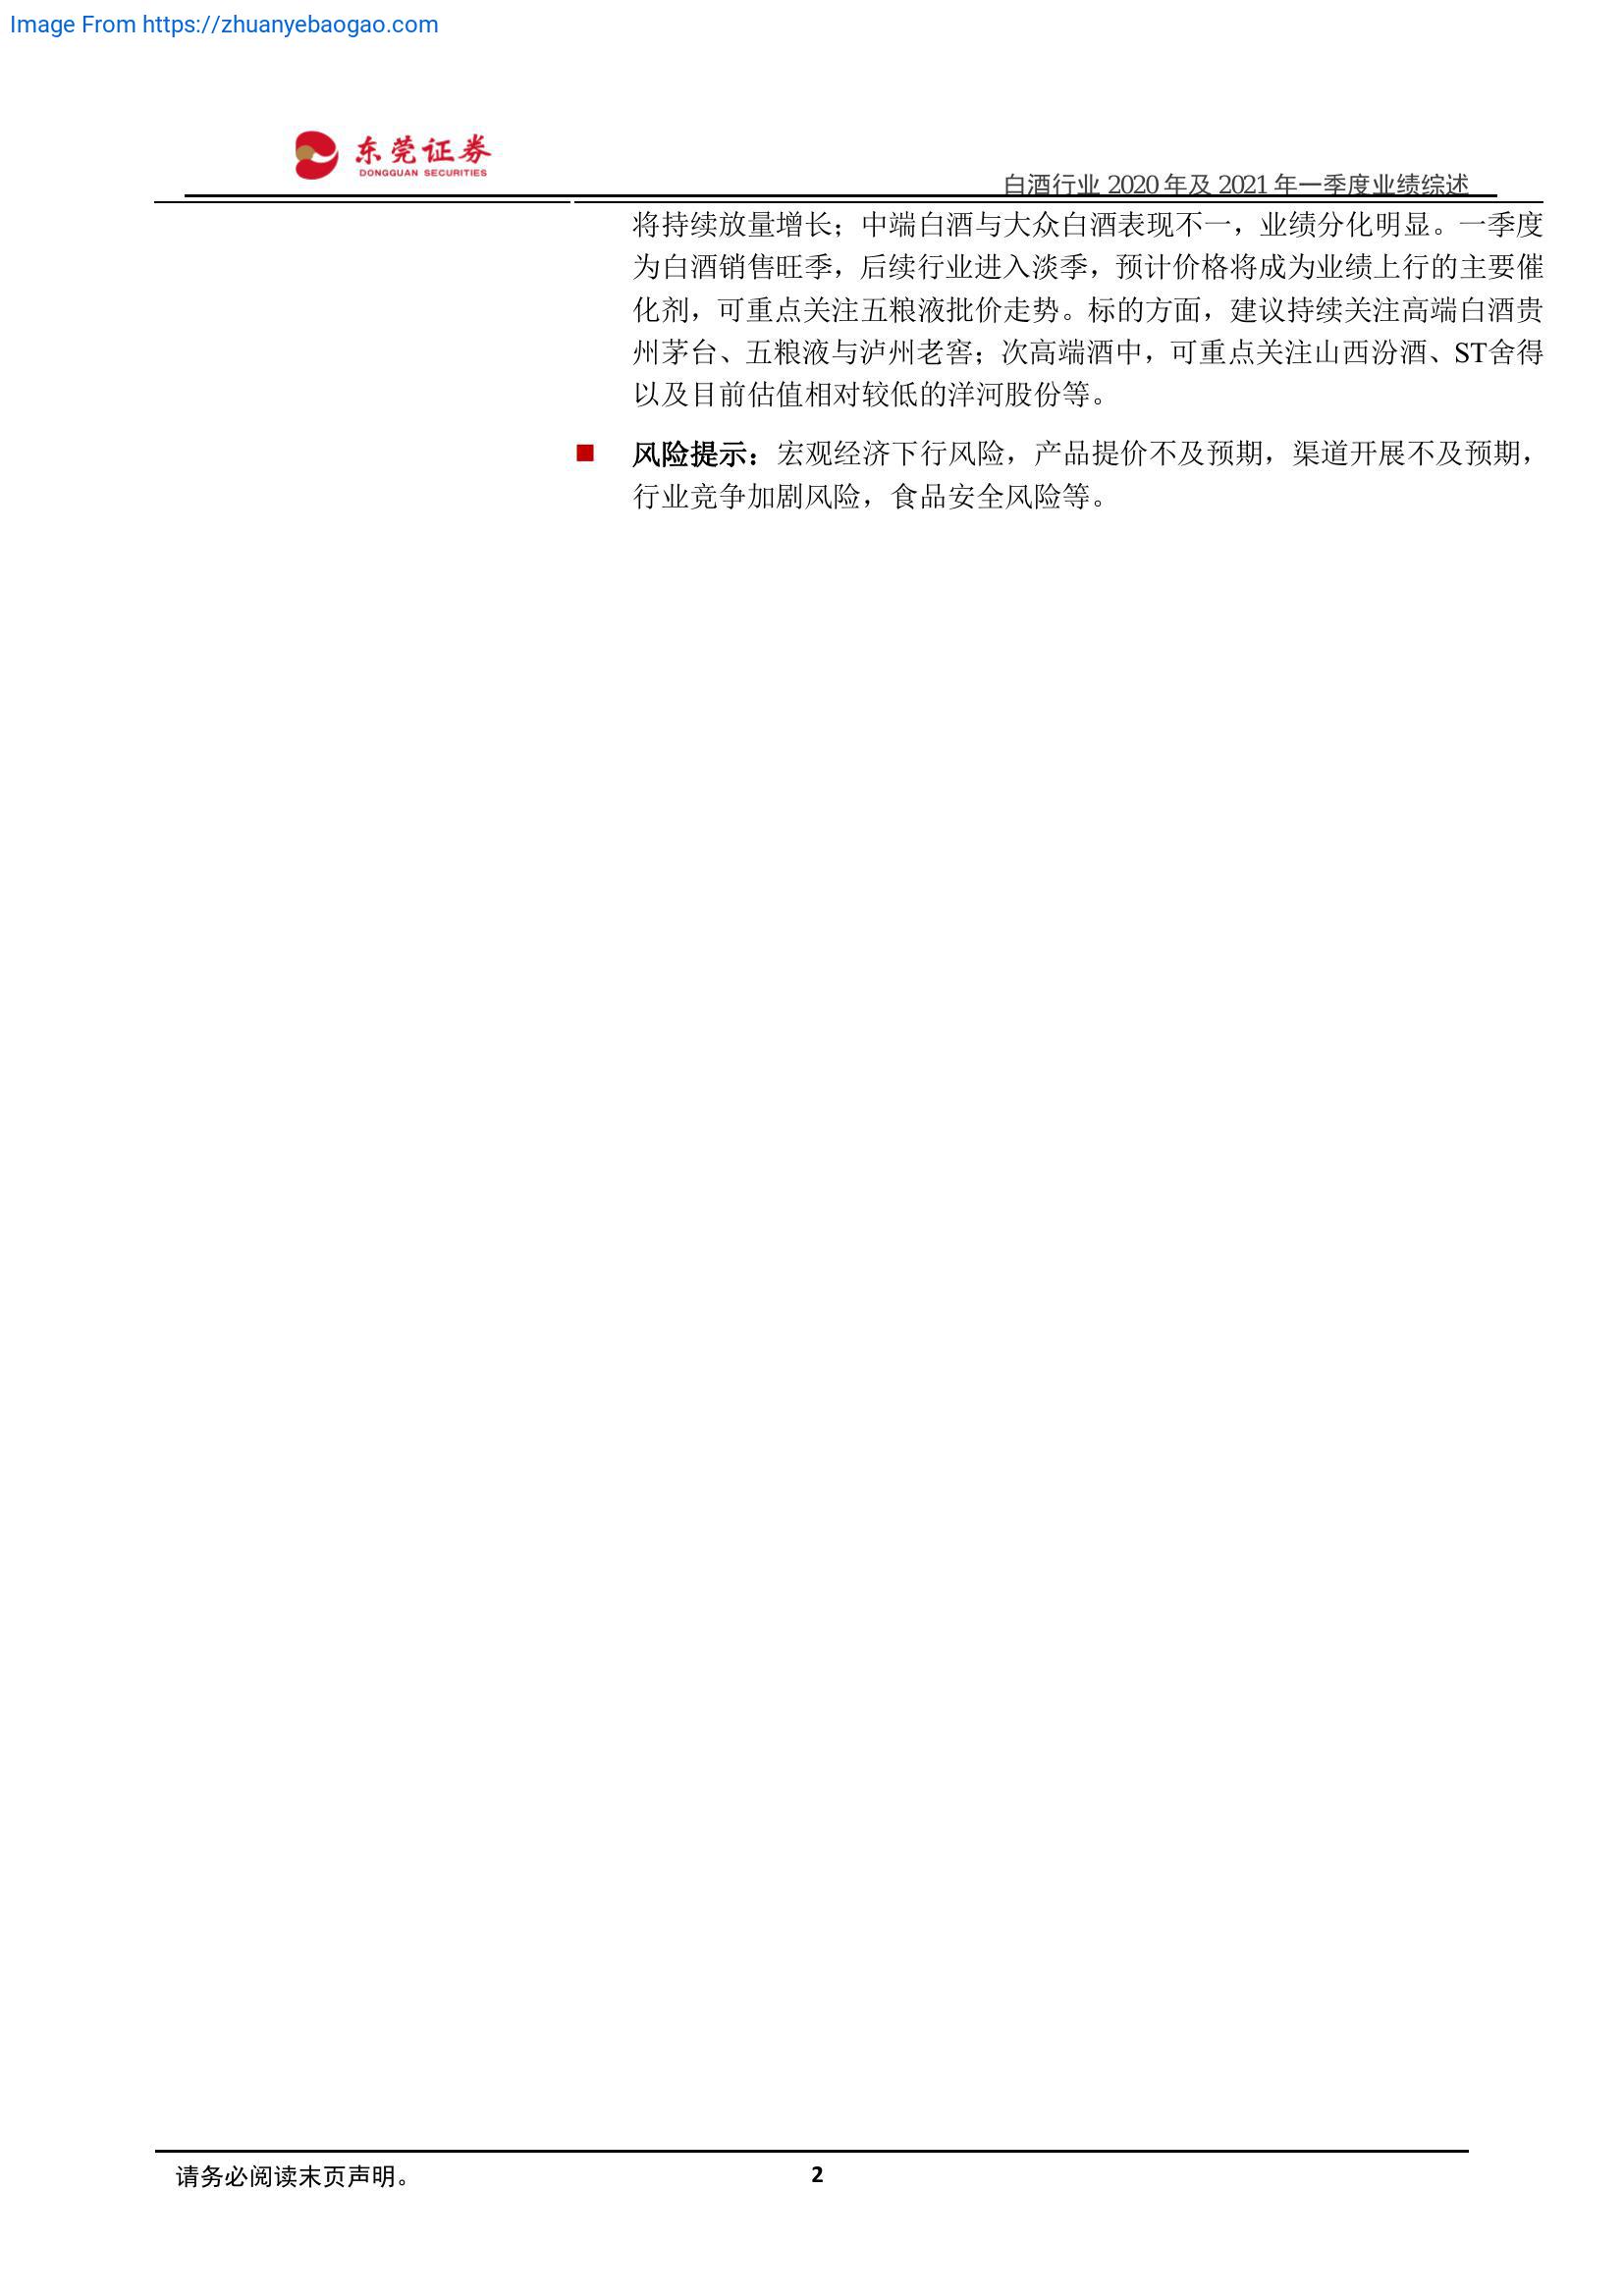 Image From https://zhuanyebaogao.com
东莞证券
DONGGUAN SECURITIES
白酒行业 2020 年及 2021 年一季度业绩综述
将持续放量增长；中端白酒与大众白酒表现不一，业绩分化明显。一季度
为白酒销售旺季，后续行业进入淡季，预计价格将成为业绩上行的主要催
化剂，可重点关注五粮液批价走势。标的方面，建议持续关注高端白酒贵
州茅台、五粮液与泸州老窖；次高端酒中，可重点关注山西汾酒、ST舍得
以及目前估值相对较低的洋河股份等。
■ 风险提示：宏观经济下行风险，产品提价不及预期，渠道开展不及预期，
行业竞争加剧风险，食品安全风险等。
请务必阅读末页声明。
2